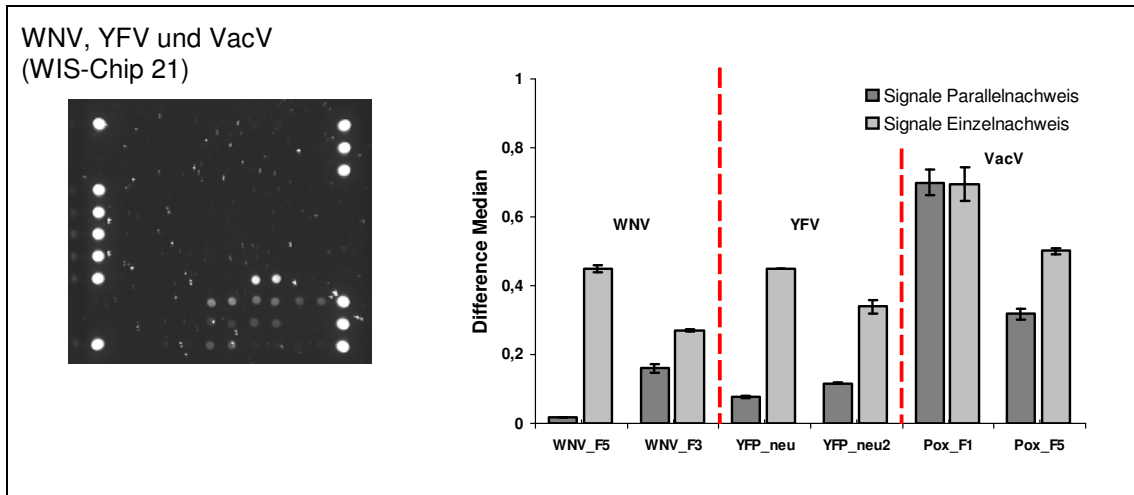 WNV, YFV und VacV
(WIS-Chip 21)
Difference Median
1
0,8
0,6
0,4
0,2
0
Signale Parallelnachweis
Signale Einzelnachweis
WNV
YFV
VacV
WNV_F5
WNV_F3
YFP_neu
YFP_neu2
Pox_F1
Pox_F5